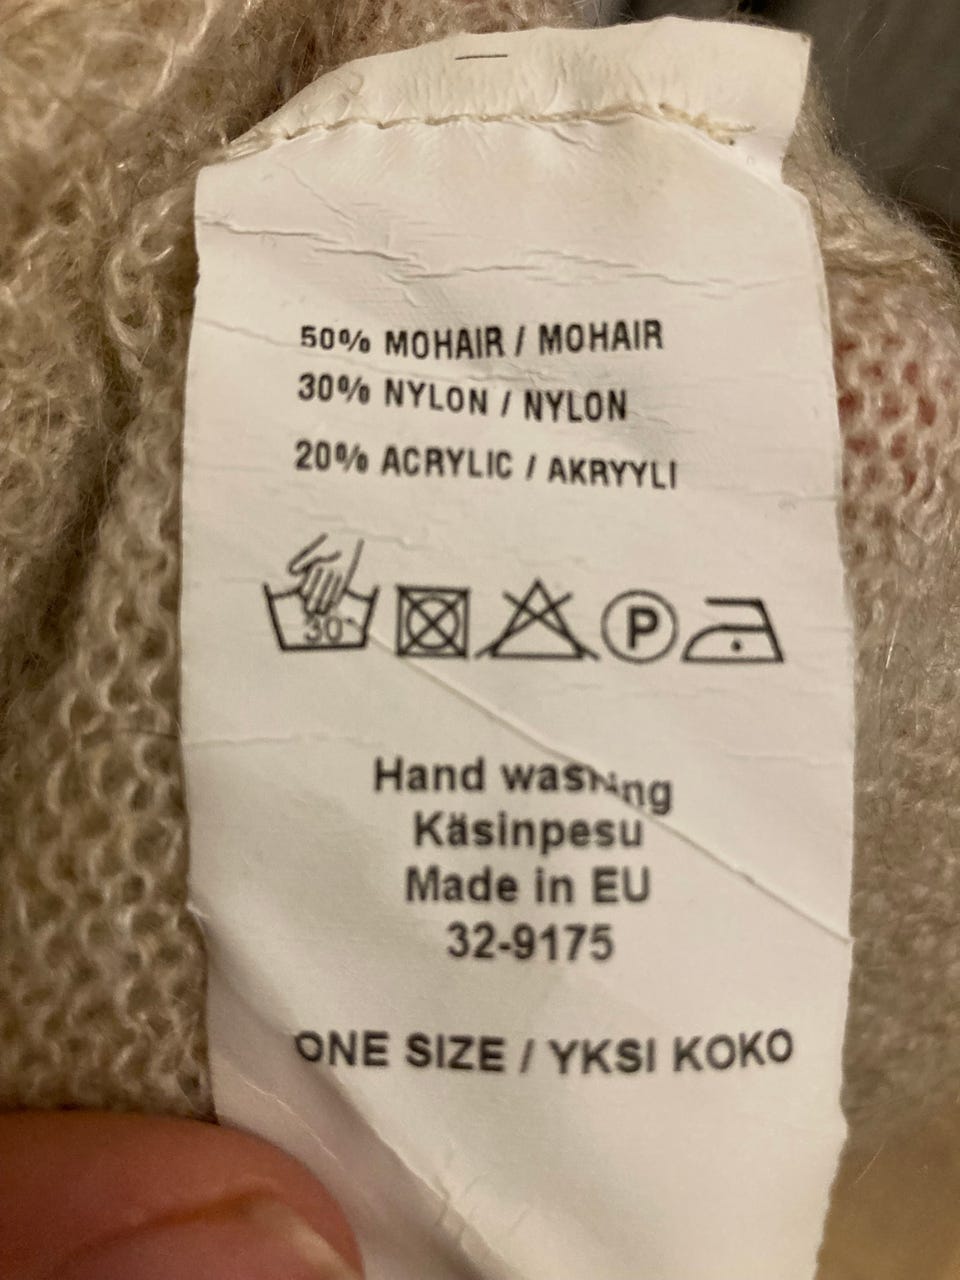 50% MOHAIR / MOHAIR
30% NYLON / NYLON
20% ACRYLIC / AKRYYLI
30° P
Hand washing
Käsinpesu
Made in EU
32-9175
ONE SIZE / YKSI KOKO